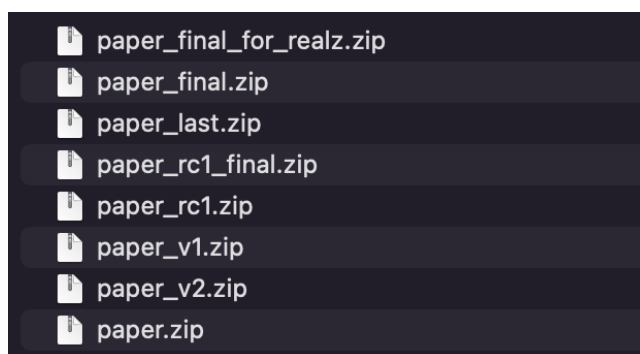 paper_final_for_realz.zip
paper_final.zip
paper_last.zip
paper_rc1_final.zip
paper_rc1.zip
paper_v1.zip
paper_v2.zip
paper.zip